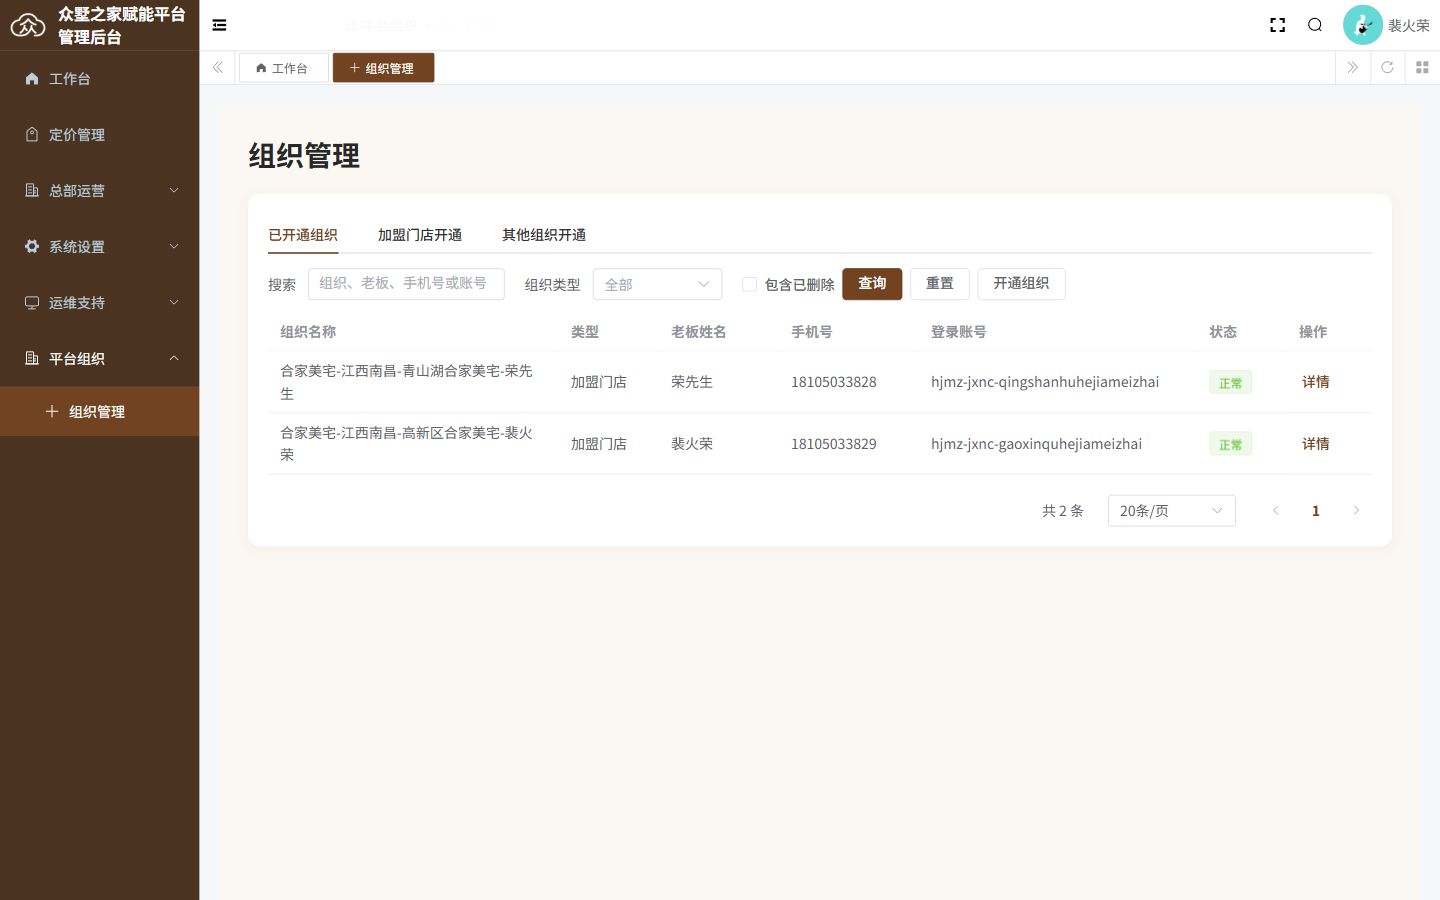 众墅之家赋能平台
管理后台
裴火荣
工作台
组织管理
工作台
定价管理
总部运营
系统设置
运维支持
平台组织
组织管理
组织管理
已开通组织 加盟门店开通 其他组织开通
搜索 组织、老板、手机号或账号 组织类型 全部 包含已删除 查询 重置 开通组织
组织名称 类型 老板姓名 手机号 登录账号 状态 操作
合家美宅-江西南昌-青山湖合家美宅-荣先
生
加盟门店 荣先生 18105033828 hjmz-jxnc-qingshanhuhejiameizhai 正常 详情
合家美宅-江西南昌-高新区合家美宅-裴火
荣
加盟门店 裴火荣 18105033829 hjmz-jxnc-gaoxinquhejiameizhai 正常 详情
共 2 条 20条/页 1